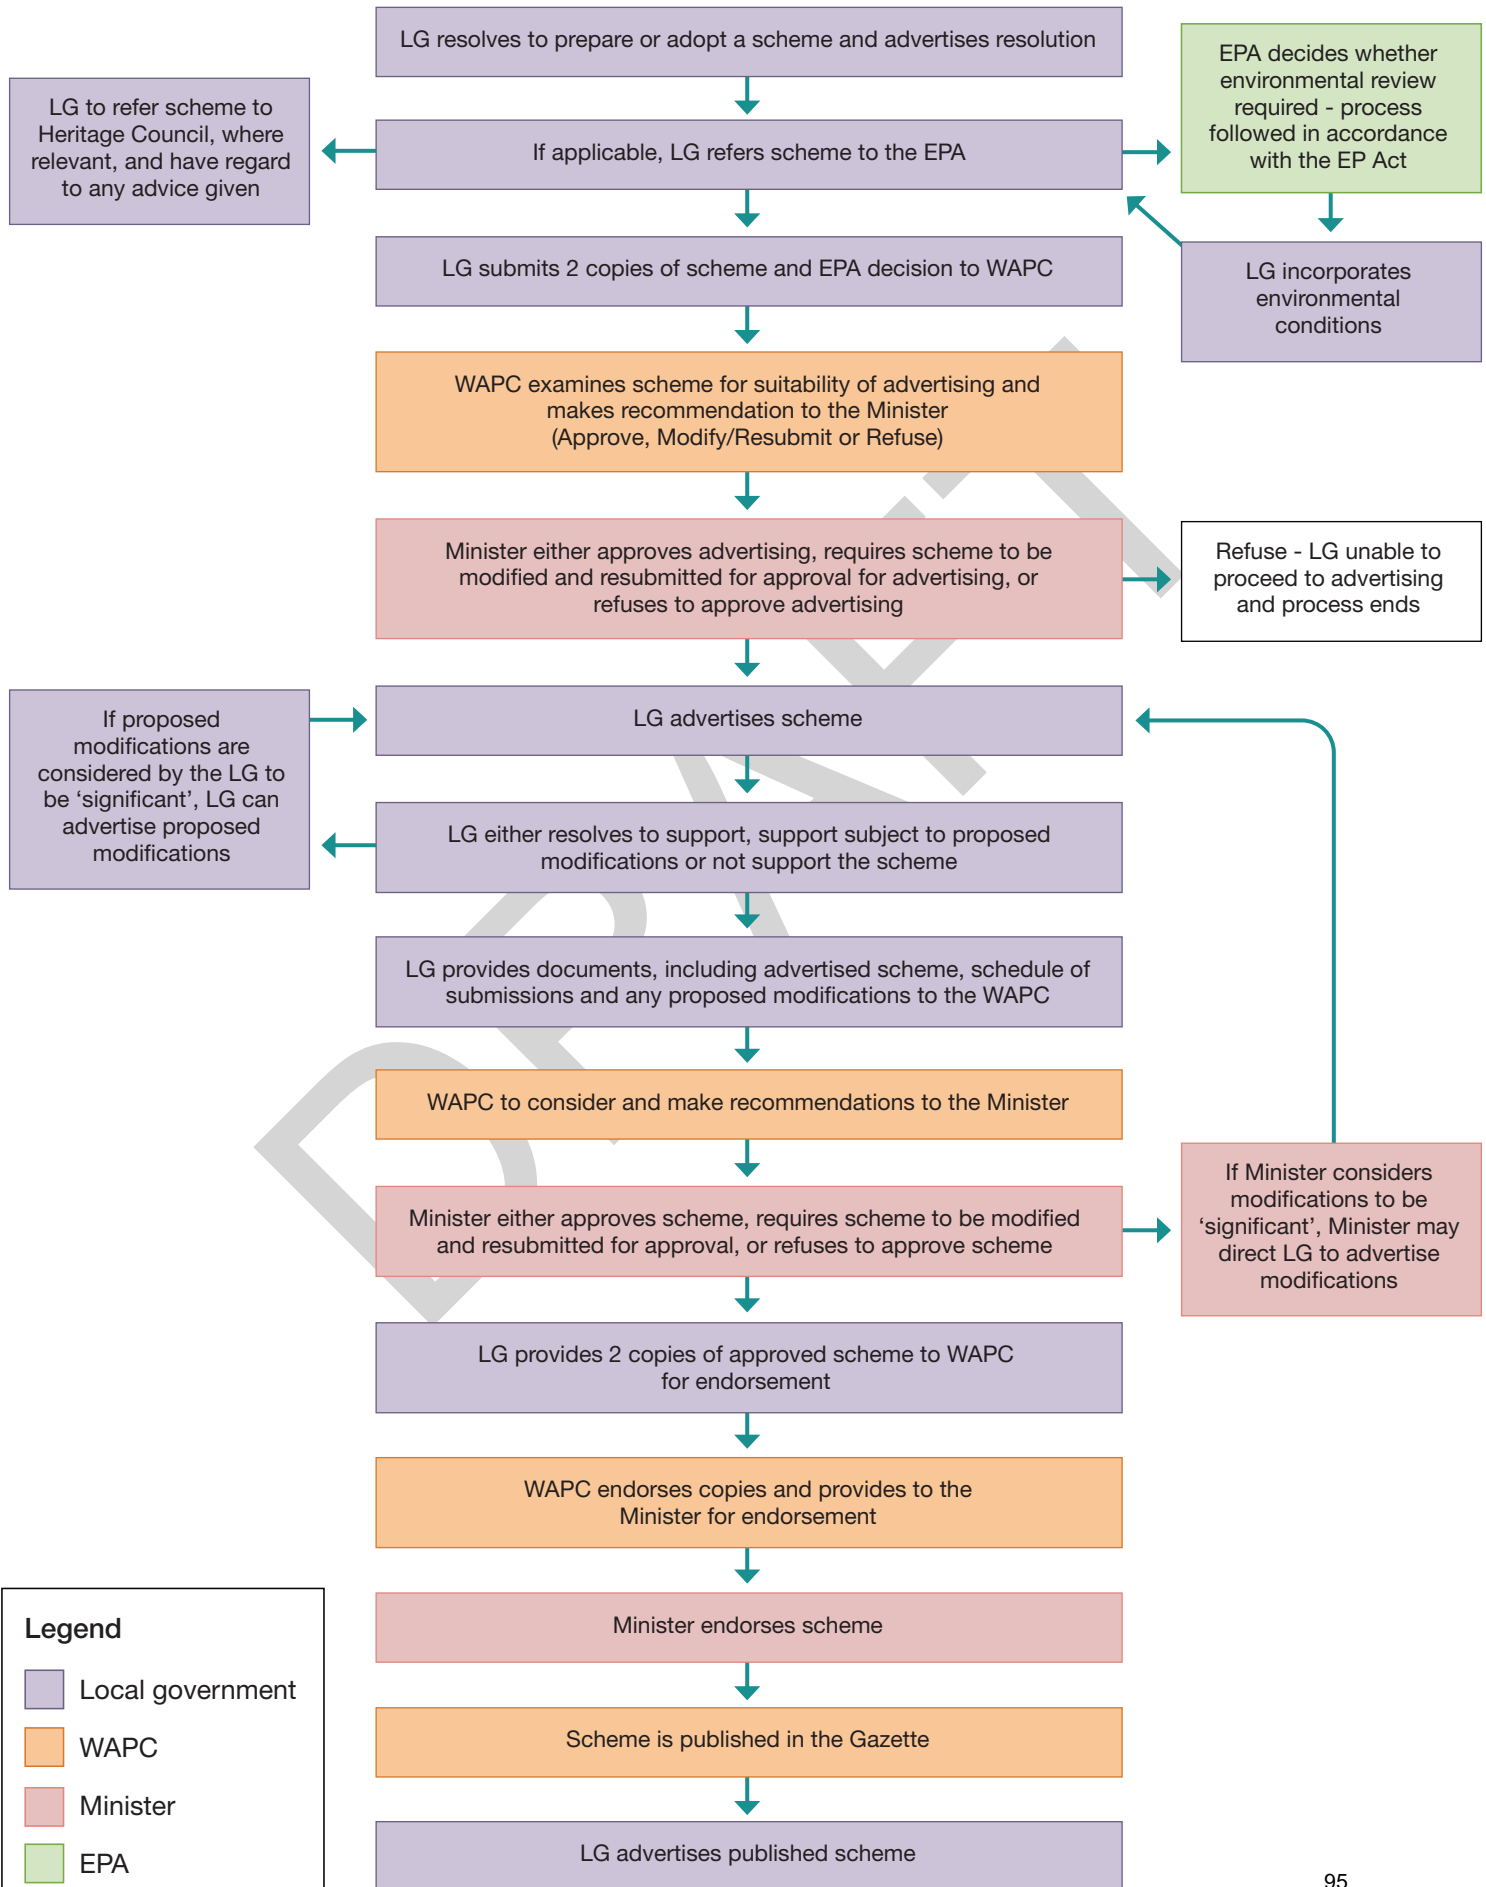 LG resolves to prepare or adopt a scheme and advertises resolution
EPA decides whether
environmental review
required - process
followed in accordance
with the EP Act
LG to refer scheme to
Heritage Council, where
relevant, and have regard
to any advice given
If applicable, LG refers scheme to the EPA
LG submits 2 copies of scheme and EPA decision to WAPC
LG incorporates
environmental
conditions
WAPC examines scheme for suitability of advertising and
makes recommendation to the Minister
(Approve, Modify/Resubmit or Refuse)
Minister either approves advertising, requires scheme to be
modified and resubmitted for approval for advertising, or
refuses to approve advertising
Refuse - LG unable to
proceed to advertising
and process ends
If proposed
modifications are
considered by the LG to
be ‘significant’, LG can
advertise proposed
modifications
LG advertises scheme
LG either resolves to support, support subject to proposed
modifications or not support the scheme
LG provides documents, including advertised scheme, schedule of
submissions and any proposed modifications to the WAPC
WAPC to consider and make recommendations to the Minister
Minister either approves scheme, requires scheme to be modified
and resubmitted for approval, or refuses to approve scheme
If Minister considers
modifications to be
‘significant’, Minister may
direct LG to advertise
modifications
LG provides 2 copies of approved scheme to WAPC
for endorsement
WAPC endorses copies and provides to the
Minister for endorsement
Minister endorses scheme
Scheme is published in the Gazette
LG advertises published scheme
Legend
Local government
WAPC
Minister
EPA
DRAFT
95